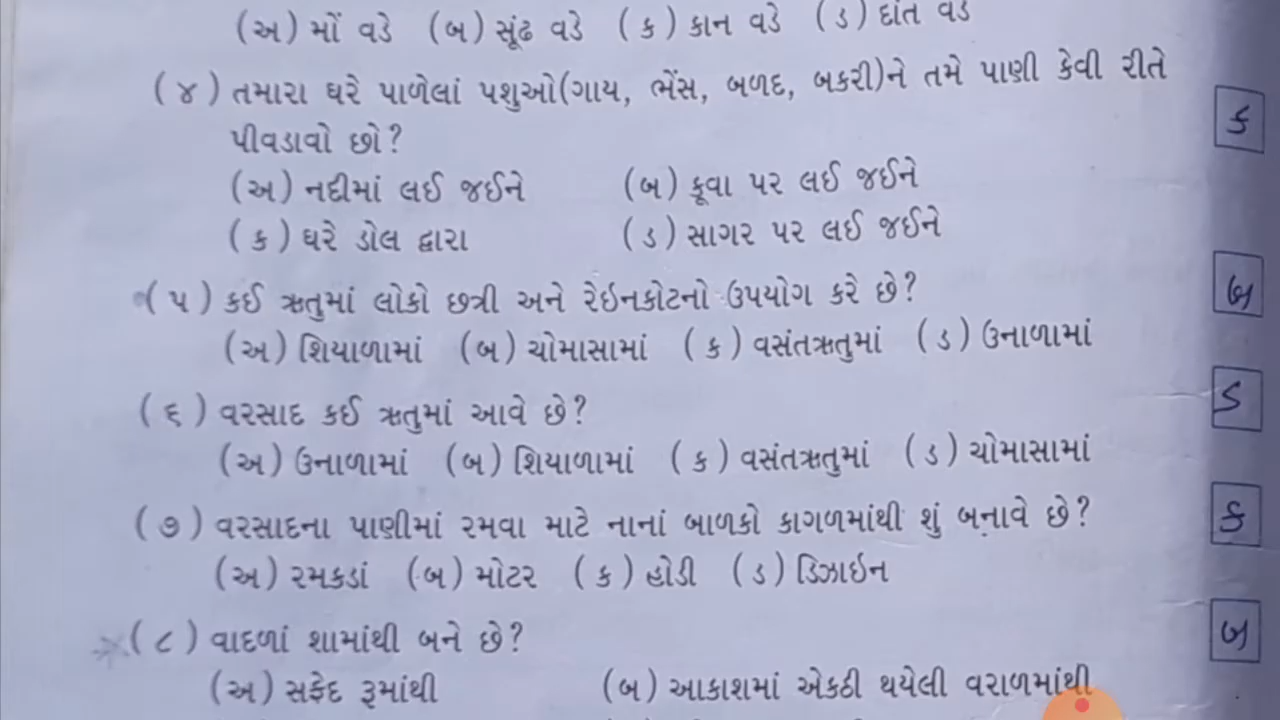 (અ) મોં વડે (બ) સૂંઢ વડે (ક) કાન વડે (ડ) દાંત વડે
(૪) તમારા ઘરે પાળેલાં પશુઓ(ગાય, ભેંસ, બળદ, બકરી)ને તમે પાણી કેવી રીતે
પીવડાવો છો?
ક
(અ) નદીમાં લઈ જઈને (બ) કૂવા પર લઈ જઈને
(ક) ઘરે ડોલ દ્વારા (ડ) સાગર પર લઈ જઈને
(૫) કઈ ઋતુમાં લોકો છત્રી અને રેઇનકોટનો ઉપયોગ કરે છે?
બ
(અ) શિયાળામાં (બ) ચોમાસામાં (ક) વસંતઋતુમાં (ડ) ઉનાળામાં
(૬) વરસાદ કઈ ઋતુમાં આવે છે?
ડ
(અ) ઉનાળામાં (બ) શિયાળામાં (ક) વસંતઋતુમાં (ડ) ચોમાસામાં
(૭) વરસાદના પાણીમાં રમવા માટે નાનાં બાળકો કાગળમાંથી શું બનાવે છે?
ક
(અ) રમકડાં (બ) મોટર (ક) હોડી (ડ) ડિઝાઇન
(૮) વાદળાં શામાંથી બને છે?
બ
(અ) સફેદ રૂમાંથી (બ) આકાશમાં એકઠી થયેલી વરાળમાંથી